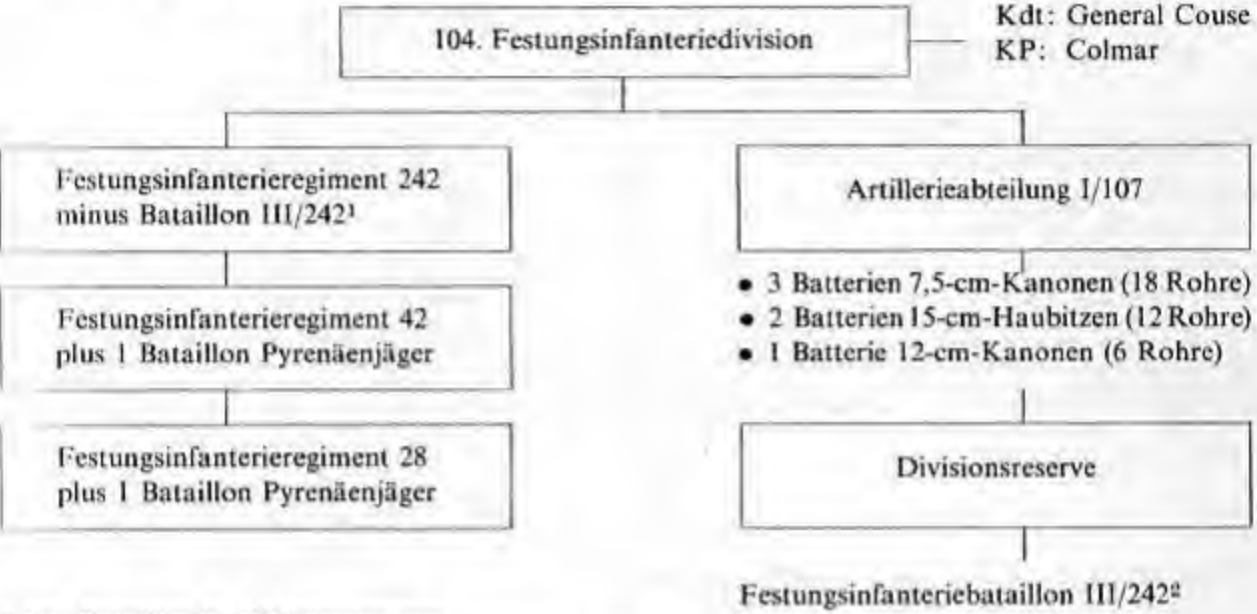 104. Festungsinfanteriedivision
Kdt: General Couse
KP: Colmar
Festungsinfanterieregiment 242
minus Bataillon III/242¹
Festungsinfanterieregiment 42
plus 1 Bataillon Pyrenäenjäger
Festungsinfanterieregiment 28
plus 1 Bataillon Pyrenäenjäger
Artillerieabteilung I/107
• 3 Batterien 7,5-cm-Kanonen (18 Rohre)
• 2 Batterien 15-cm-Haubitzen (12 Rohre)
• 1 Batterie 12-cm-Kanonen (6 Rohre)
Divisionsreserve
Festungsinfanteriebataillon III/242²